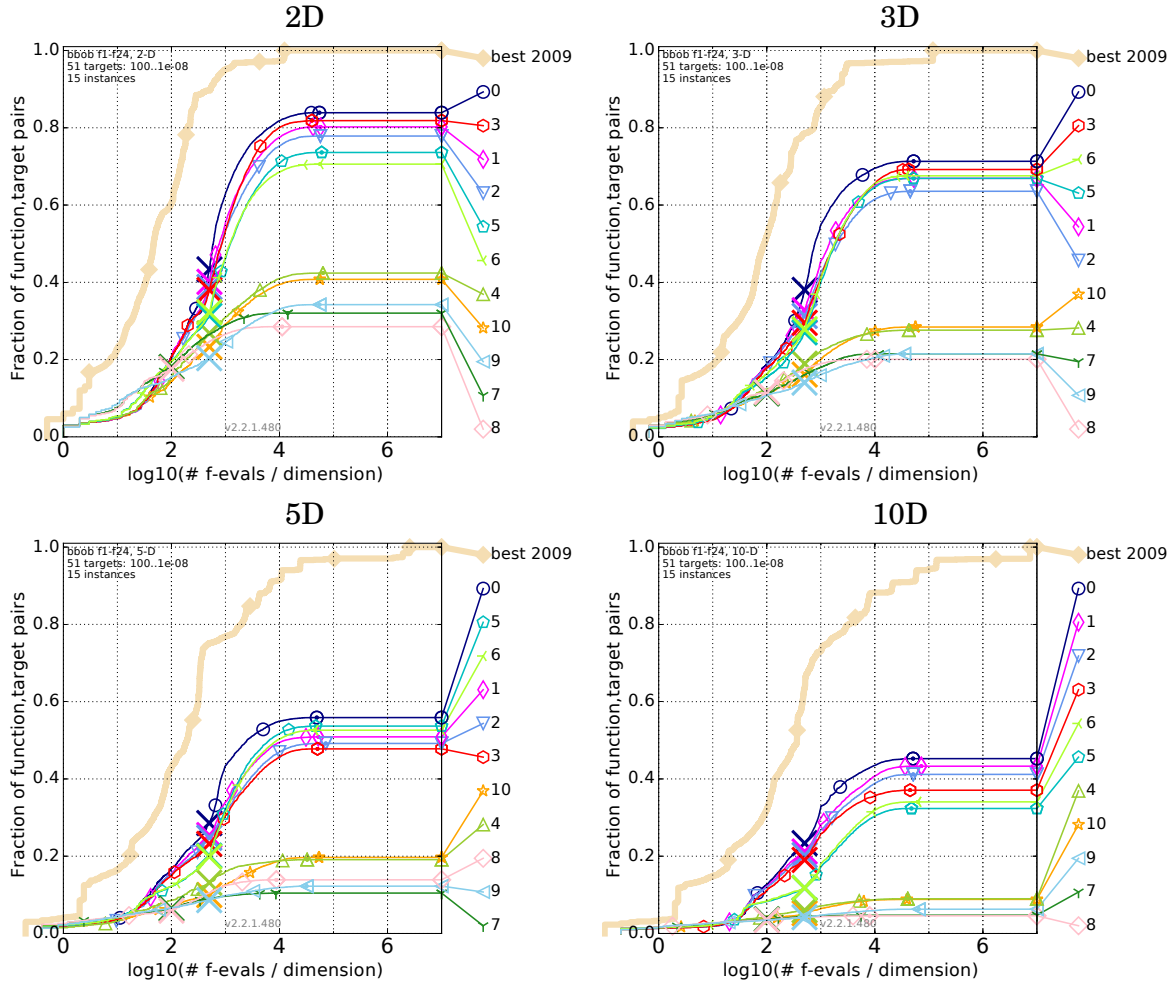 2D
Fraction of function,target pairs
1.0
0.8
0.6
0.4
0.2
0.0
bbob f1-f24, 2-D
51 targets: 100..1e-08
15 instances
best 2009
0
3
1
2
5
6
4
10
9
7
8
v2.2.1.480
0 2 4 6
log10(# f-evals / dimension)
3D
Fraction of function,target pairs
1.0
0.8
0.6
0.4
0.2
0.0
bbob f1-f24, 3-D
51 targets: 100..1e-08
15 instances
best 2009
0
3
6
5
1
2
10
4
7
9
8
v2.2.1.480
0 2 4 6
log10(# f-evals / dimension)
5D
Fraction of function,target pairs
1.0
0.8
0.6
0.4
0.2
0.0
bbob f1-f24, 5-D
51 targets: 100..1e-08
15 instances
best 2009
0
5
6
1
2
3
10
4
8
9
7
v2.2.1.480
0 2 4 6
log10(# f-evals / dimension)
10D
Fraction of function,target pairs
1.0
0.8
0.6
0.4
0.2
0.0
bbob f1-f24, 10-D
51 targets: 100..1e-08
15 instances
best 2009
0
1
2
3
6
5
4
10
9
7
8
v2.2.1.480
0 2 4 6
log10(# f-evals / dimension)